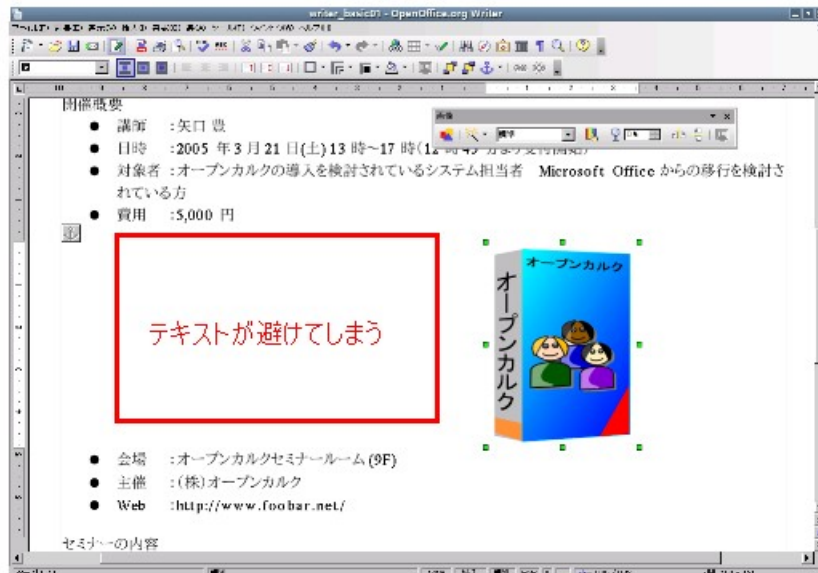 writer_basic01 - OpenOffice.org Writer
画像
標準
開催概要
● 講師 :矢口 豊
● 日時 :2005 年 3 月 21 日(土) 13 時～17 時
● 対象者 :オープンカルクの導入を検討されているシステム担当者 Microsoft Office からの移行を検討さ
れている方
● 費用 :5,000 円
テキストが避けてしまう
オープンカルク
オープンカルク
● 会場 :オープンカルクセミナールーム (9F)
● 主催 :(株)オープンカルク
● Web :http://www.foobar.net/
セミナーの内容